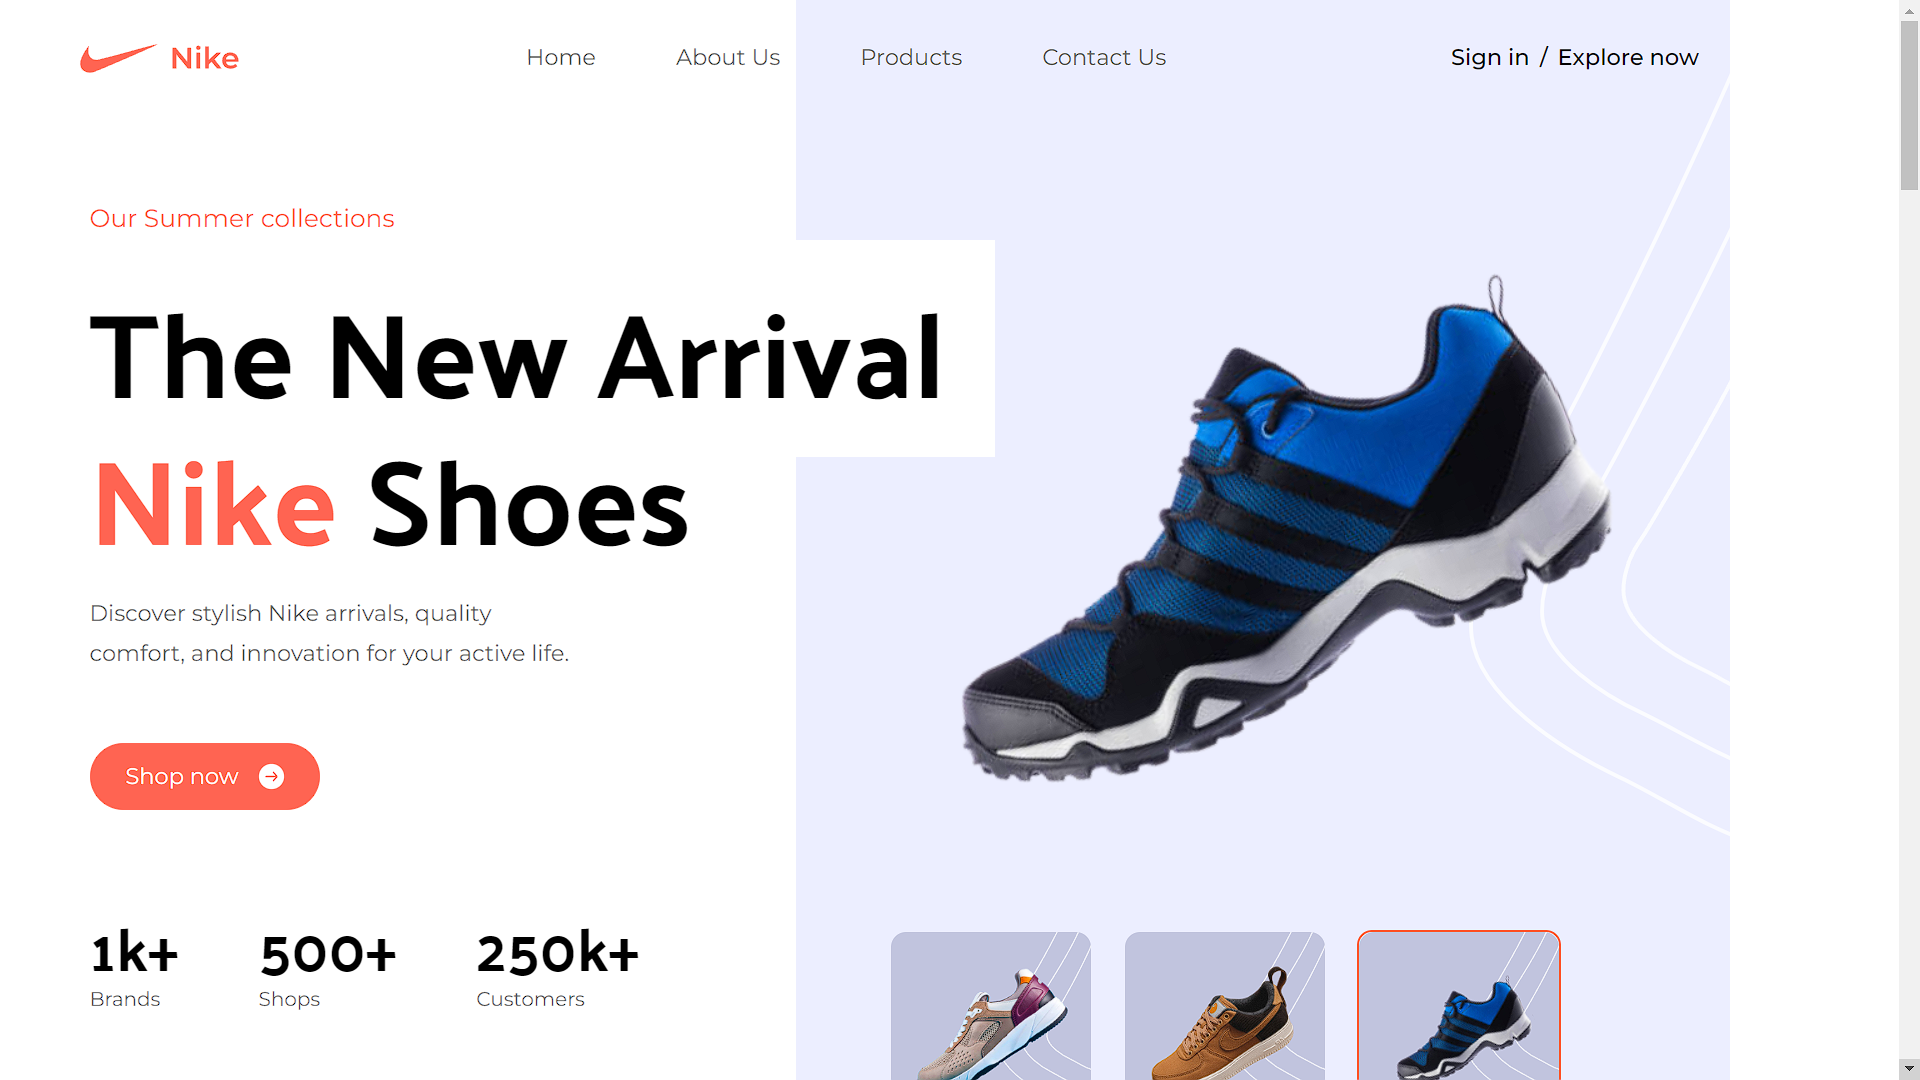 Nike
Home
About Us
Products
Contact Us
Sign in / Explore now
Our Summer collections
The New Arrival
Nike Shoes
Discover stylish Nike arrivals, quality
comfort, and innovation for your active life.
Shop now
1k+
Brands
500+
Shops
250k+
Customers